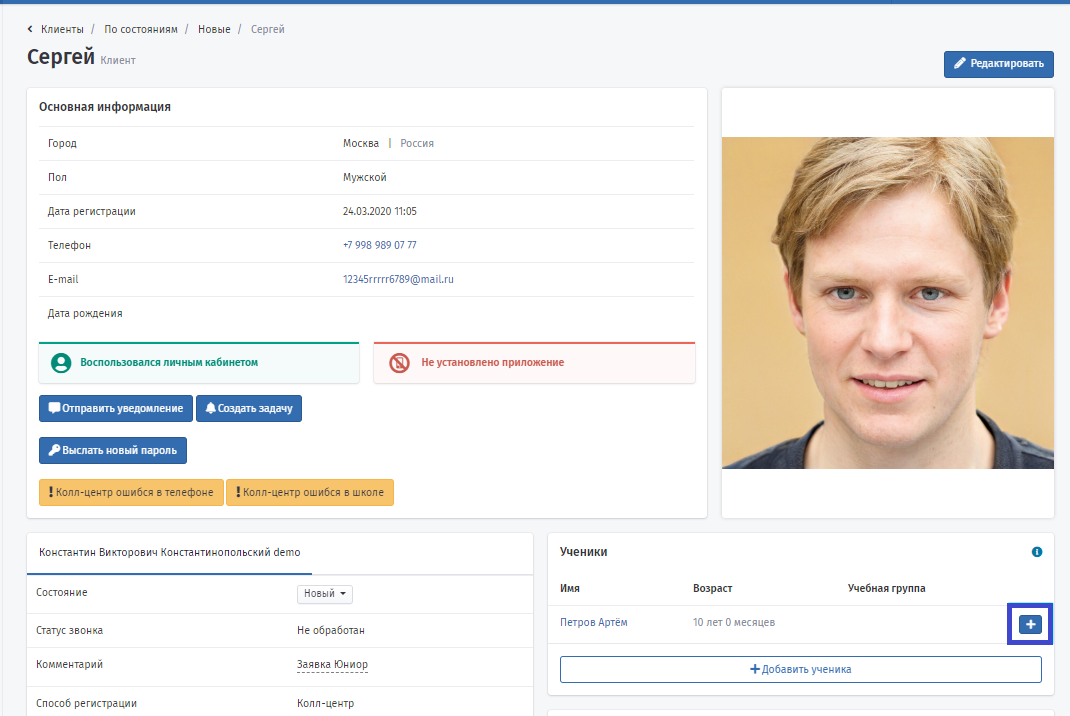 Клиенты / По состояниям / Новые / Сергей
Сергей Клиент
Редактировать
Основная информация
Город Москва | Россия
Пол Мужской
Дата регистрации 24.03.2020 11:05
Телефон +7 998 989 07 77
E-mail 12345rrrrr6789@mail.ru
Дата рождения
Воспользовался личным кабинетом
Не установлено приложение
Отправить уведомление
Создать задачу
Выслать новый пароль
Колл-центр ошибся в телефоне
Колл-центр ошибся в школе
Константин Викторович Константинопольский demo
Состояние Новый
Статус звонка Не обработан
Комментарий Заявка Юниор
Способ регистрации Колл-центр
Ученики
Имя Возраст Учебная группа
Петров Артём 10 лет 0 месяцев
Добавить ученика